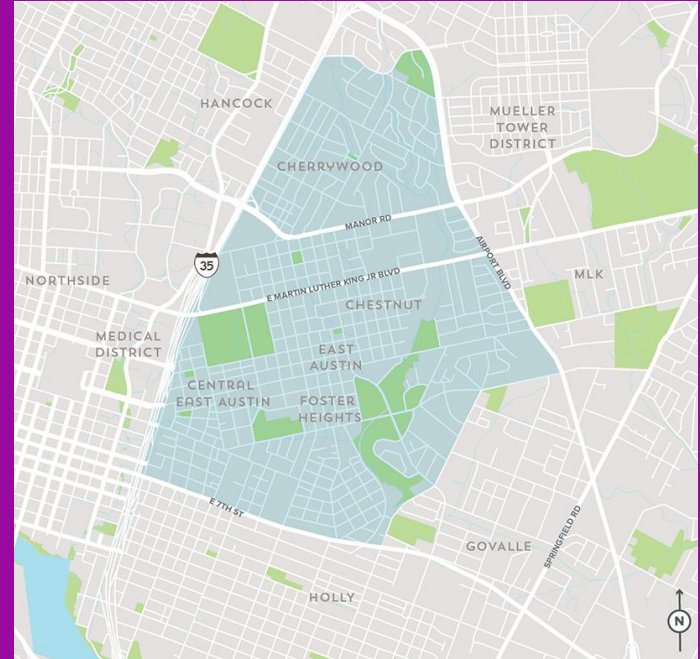 HANCOCK
MUELLER
TOWER
DISTRICT
CHERRYWOOD
MANOR RD
AIRPORT BLVD
35
NORTHSIDE
MLK
E MARTIN LUTHER KING JR BLVD
CHESTNUT
MEDICAL
DISTRICT
EAST
AUSTIN
CENTRAL
EAST AUSTIN
FOSTER
HEIGHTS
E 7TH ST
SPRINGFIELD RD
GOVALLE
HOLLY
N